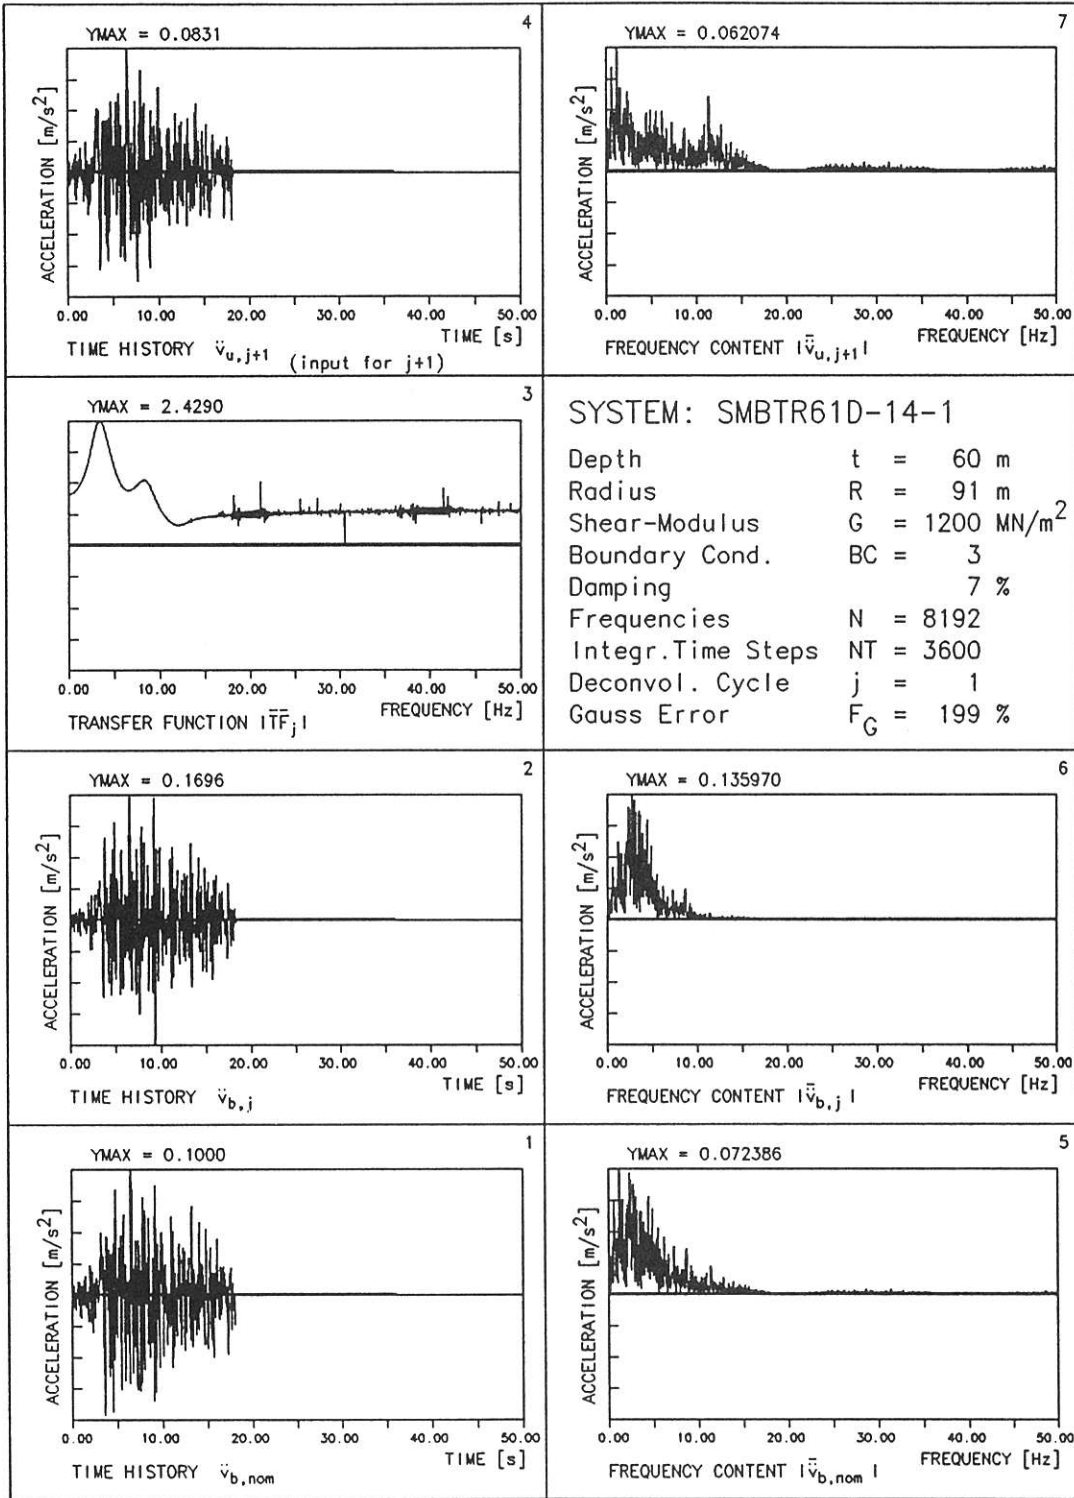 4
YMAX = 0.0831
ACCELERATION [m/s²]
0.00 10.00 20.00 30.00 40.00 50.00
TIME [s]
TIME HISTORY v̈u,j+1 (input for j+1)
7
YMAX = 0.062074
ACCELERATION [m/s²]
0.00 10.00 20.00 30.00 40.00 50.00
FREQUENCY [Hz]
FREQUENCY CONTENT |v̄̈u,j+1|
3
YMAX = 2.4290
0.00 10.00 20.00 30.00 40.00 50.00
FREQUENCY [Hz]
TRANSFER FUNCTION |T̄F̄j|
SYSTEM: SMBTR61D-14-1
Depth t = 60 m
Radius R = 91 m
Shear-Modulus G = 1200 MN/m²
Boundary Cond. BC = 3
Damping 7 %
Frequencies N = 8192
Integr.Time Steps NT = 3600
Deconvol. Cycle j = 1
Gauss Error FG = 199 %
2
YMAX = 0.1696
ACCELERATION [m/s²]
0.00 10.00 20.00 30.00 40.00 50.00
TIME [s]
TIME HISTORY v̈b,j
6
YMAX = 0.135970
ACCELERATION [m/s²]
0.00 10.00 20.00 30.00 40.00 50.00
FREQUENCY [Hz]
FREQUENCY CONTENT |v̄̈b,j|
1
YMAX = 0.1000
ACCELERATION [m/s²]
0.00 10.00 20.00 30.00 40.00 50.00
TIME [s]
TIME HISTORY v̈b,nom
5
YMAX = 0.072386
ACCELERATION [m/s²]
0.00 10.00 20.00 30.00 40.00 50.00
FREQUENCY [Hz]
FREQUENCY CONTENT |v̄̈b,nom|